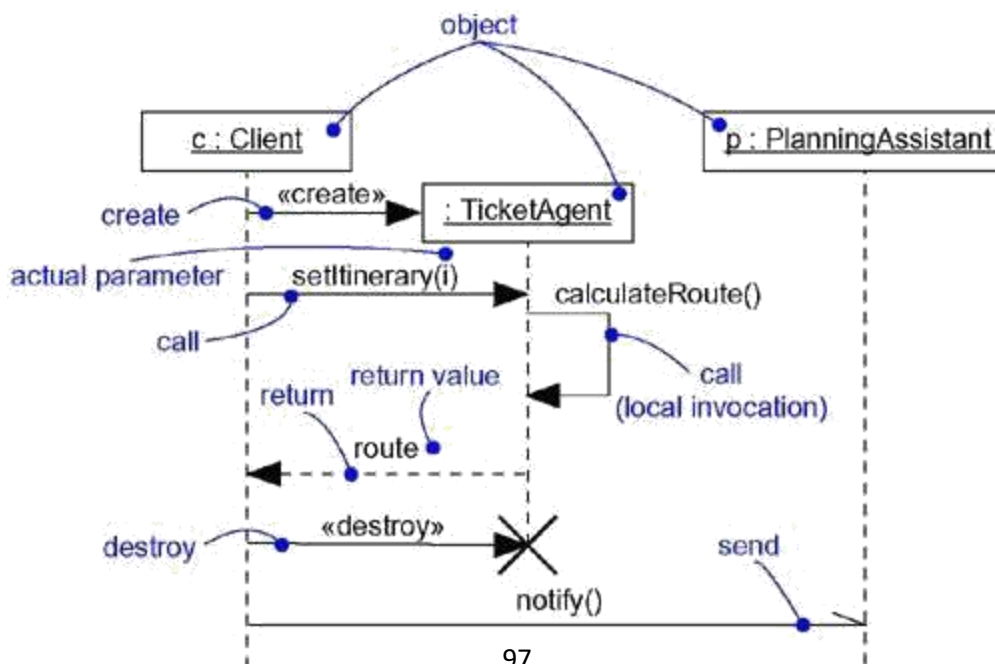 object
c : Client
p : PlanningAssistant
«create»
create
: TicketAgent
actual parameter
setItinerary(i)
calculateRoute()
call
return value
call
(local invocation)
return
route
«destroy»
destroy
send
notify()
97